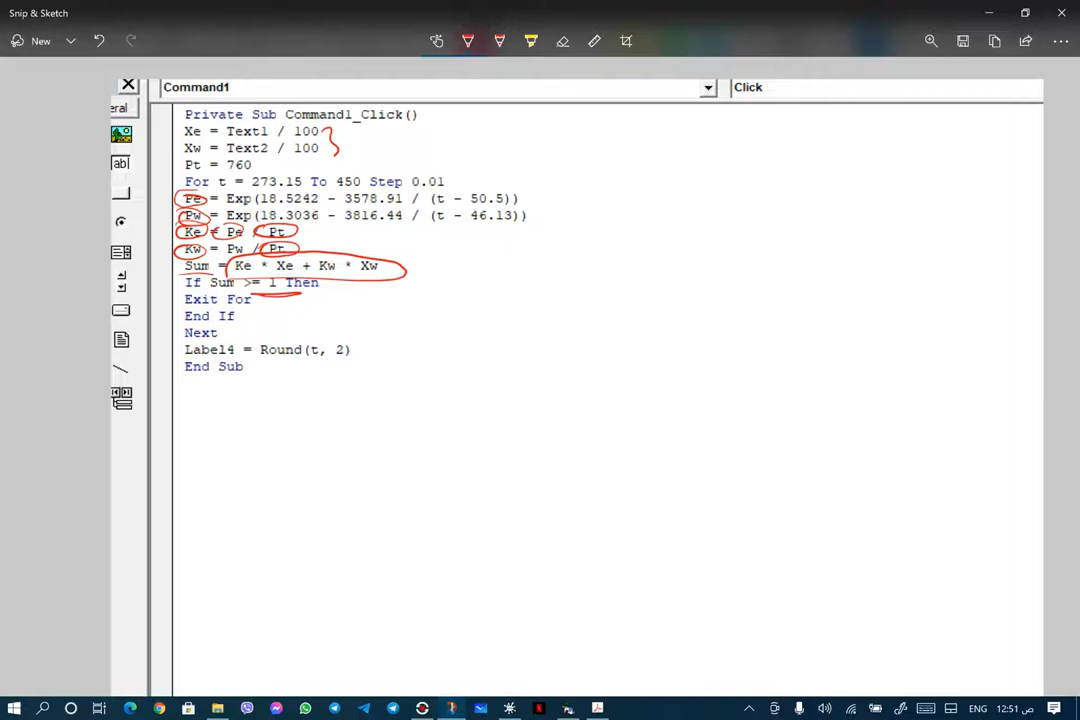 Snip & Sketch
New
Command1
Click
eral
ab
Private Sub Command1_Click()
Xe = Text1 / 100
Xw = Text2 / 100
Pt = 760
For t = 273.15 To 450 Step 0.01
Pe = Exp(18.5242 - 3578.91 / (t - 50.5))
Pw = Exp(18.3036 - 3816.44 / (t - 46.13))
Ke = Pe / Pt
Kw = Pw / Pt
Sum = Ke * Xe + Kw * Xw
If Sum >= 1 Then
Exit For
End If
Next
Label4 = Round(t, 2)
End Sub
ENG
12:51 ص